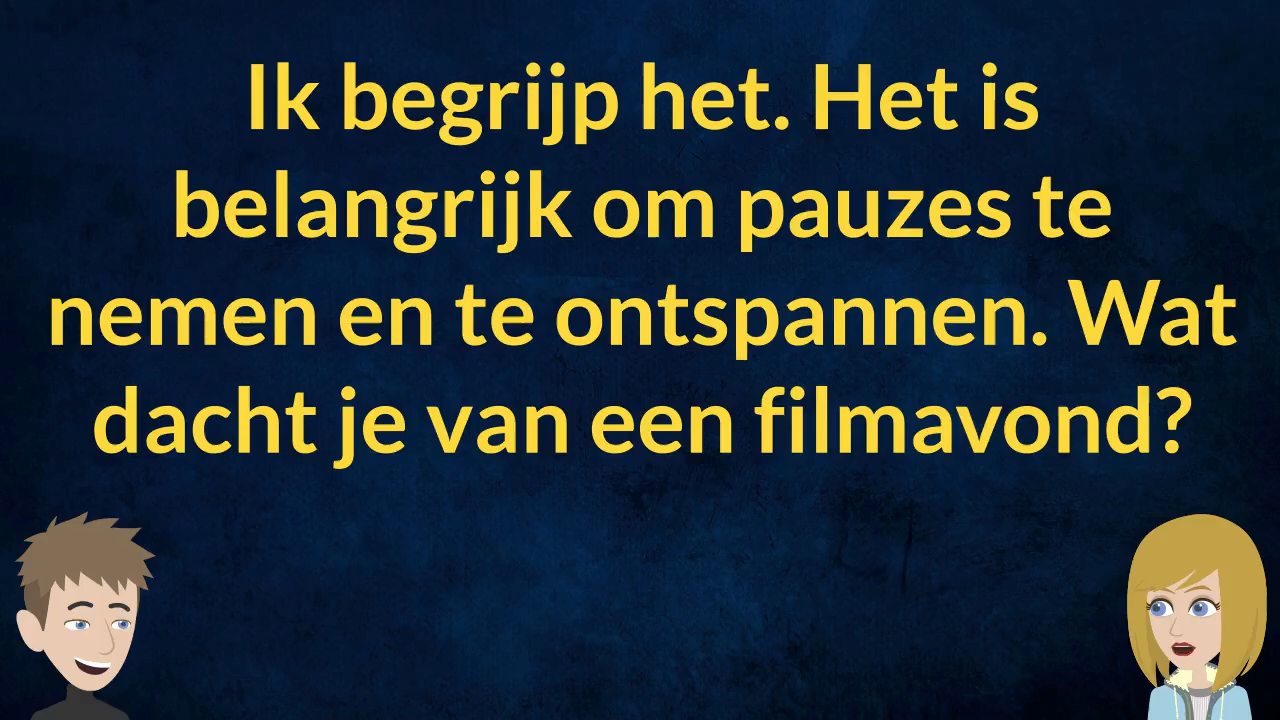 Ik begrijp het. Het is
belangrijk om pauzes te
nemen en te ontspannen. Wat
dacht je van een filmavond?